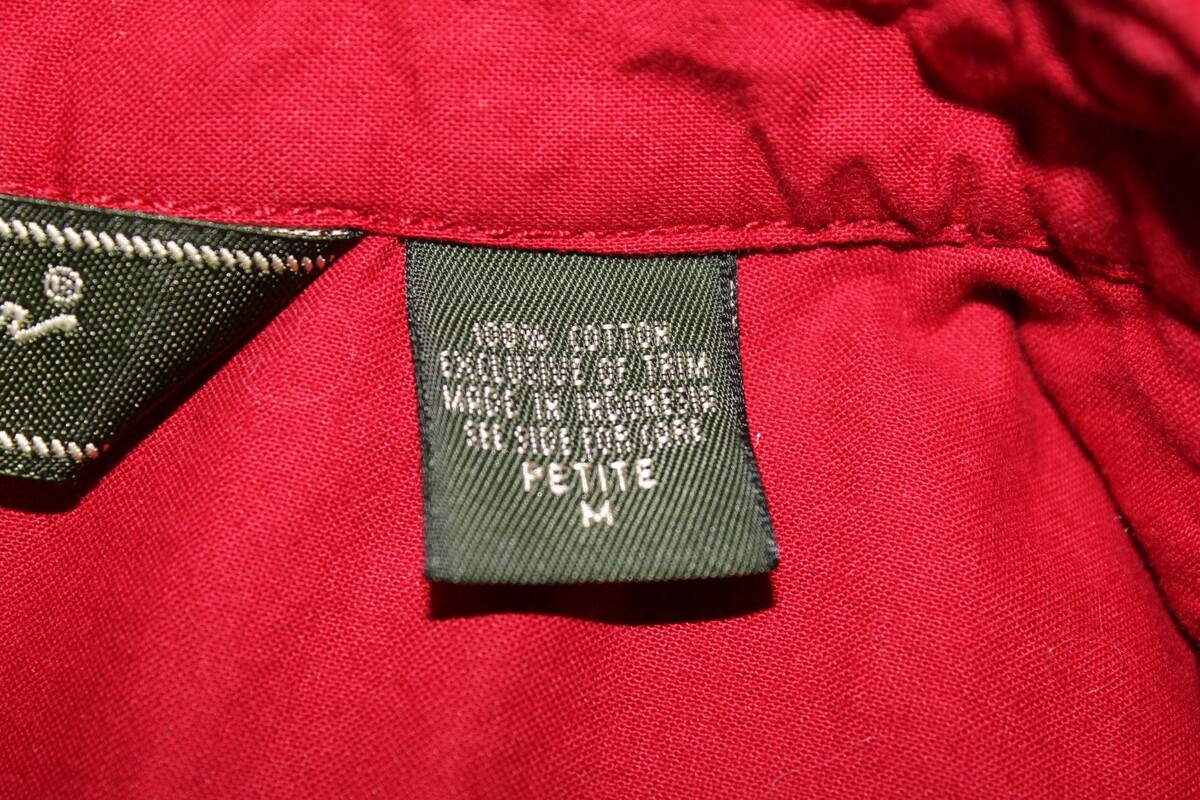 ®
100% COTTON
EXCLUSIVE OF TRIM
MADE IN INDONESIA
SEE SIDE FOR CARE
PETITE
M